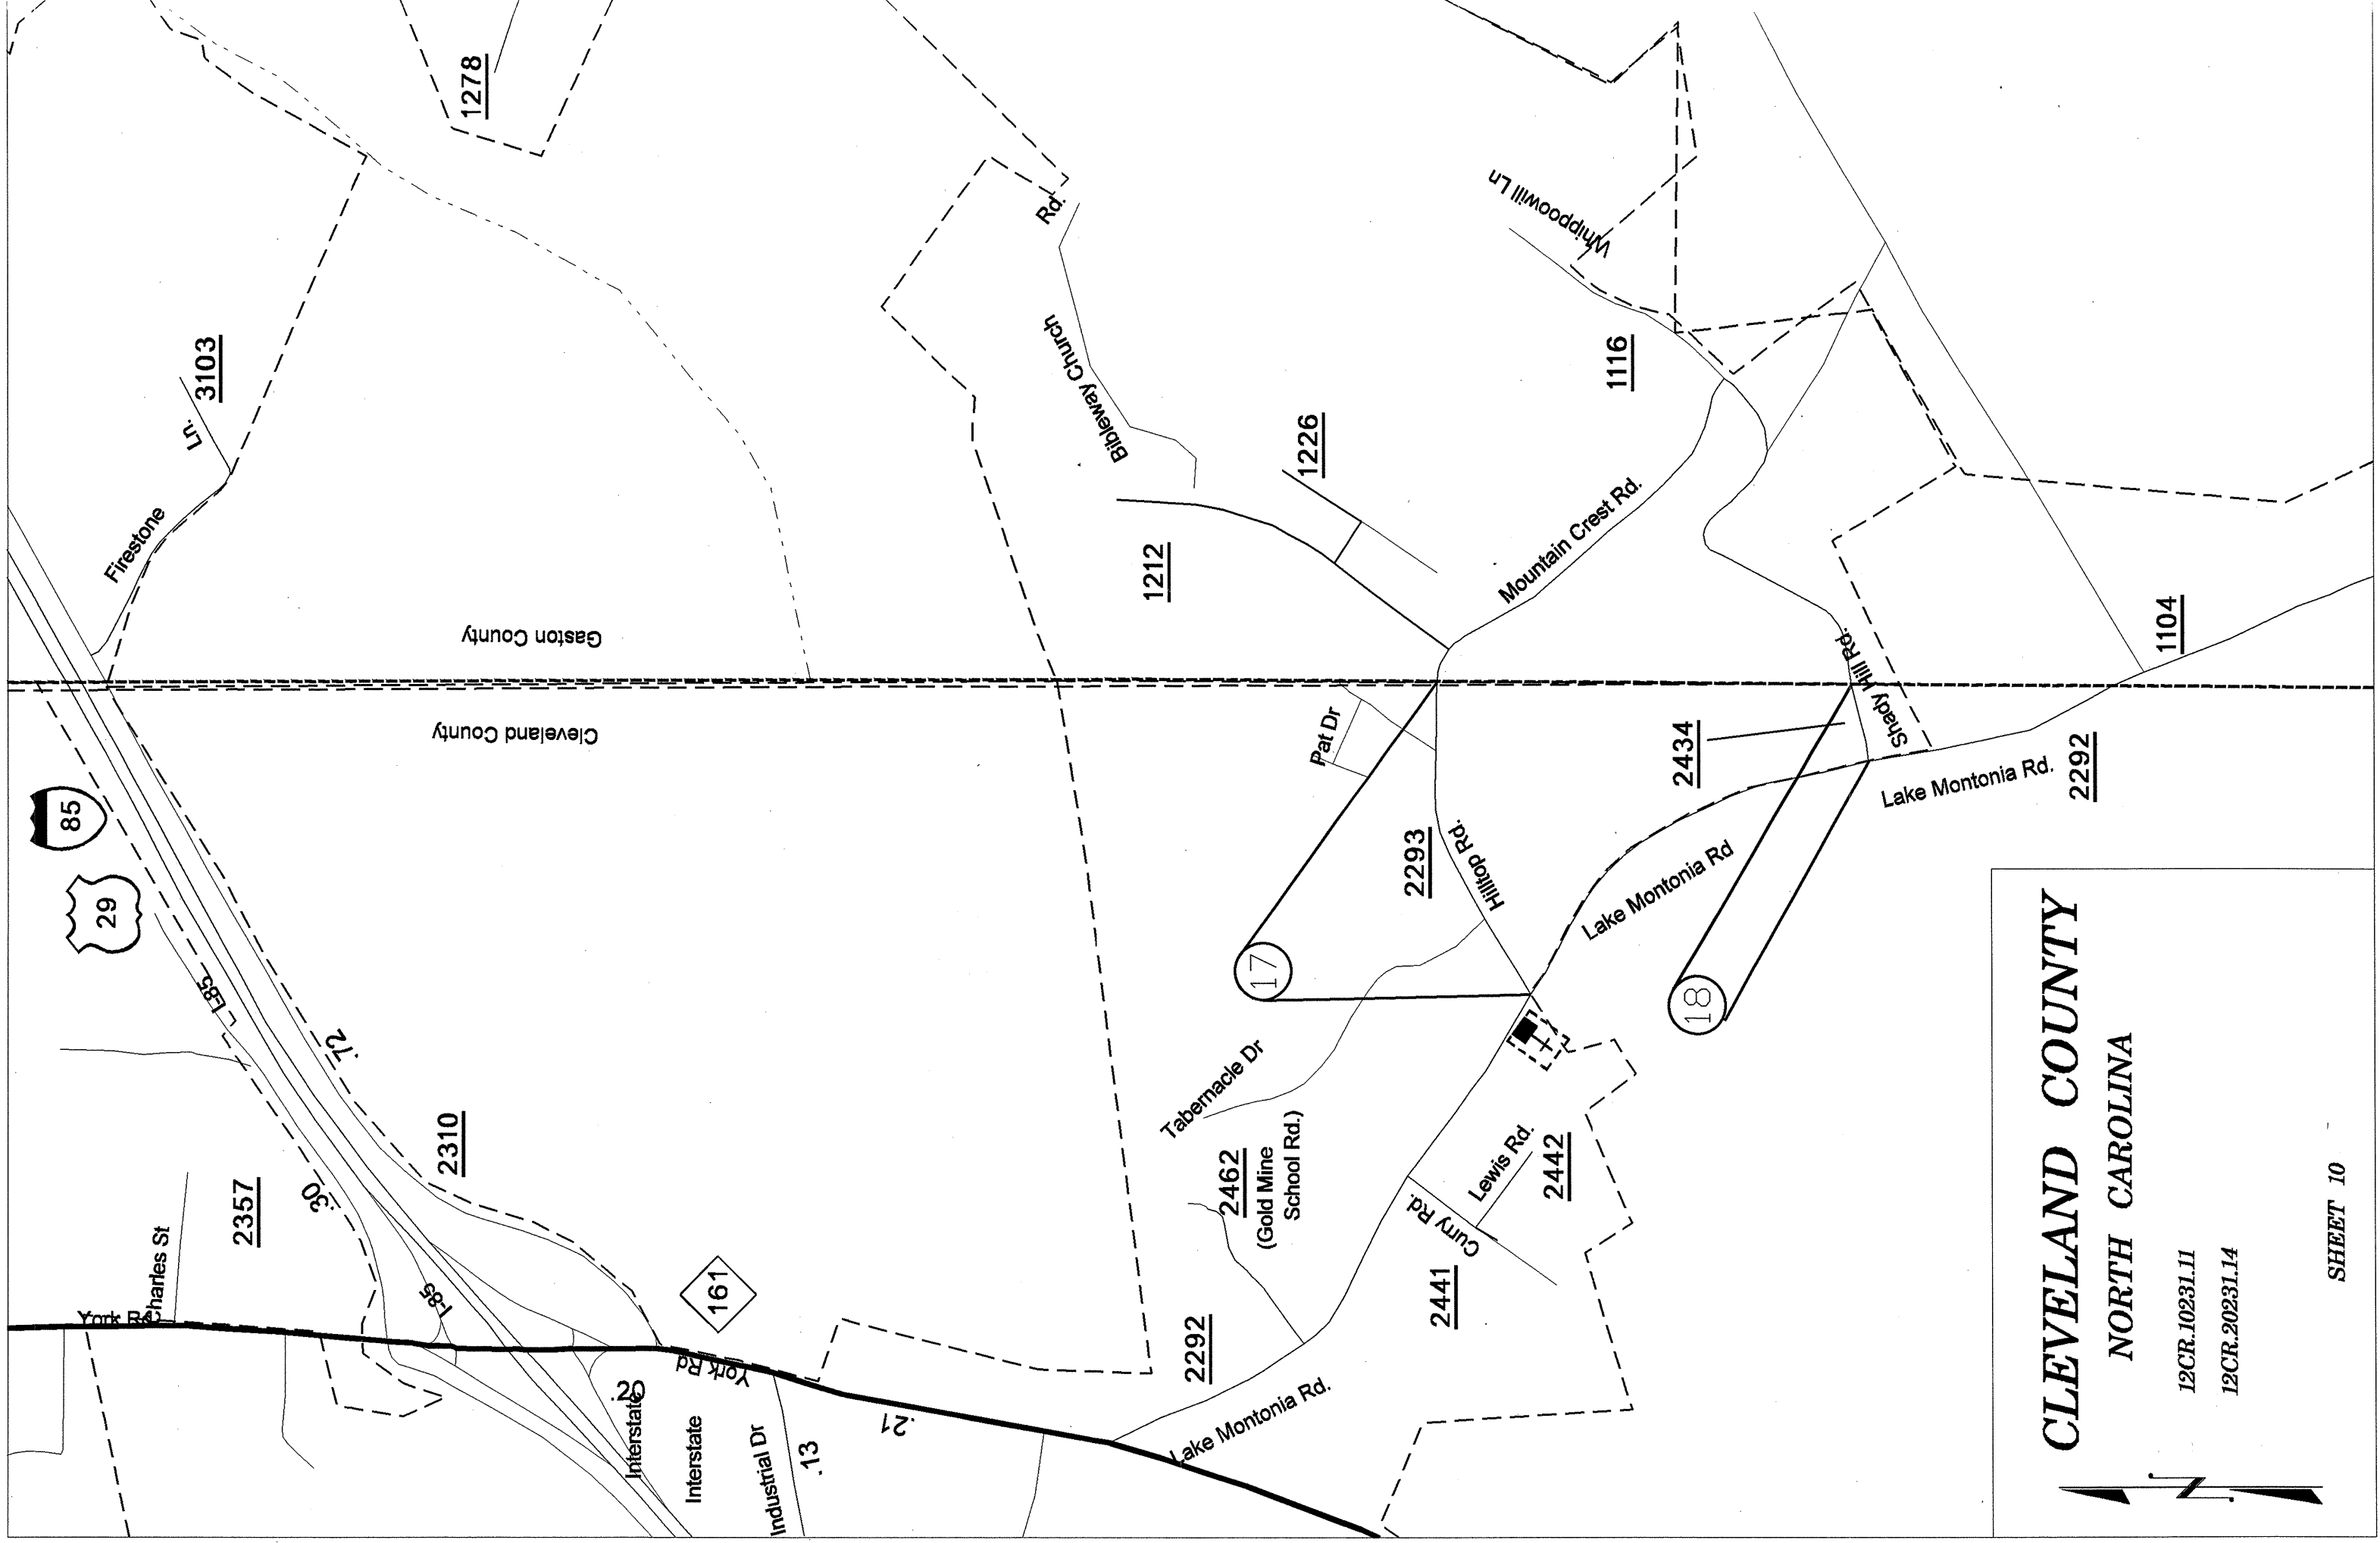 1278
3103
Ln.
Firestone
Gaston County
Cleveland County
Rd.
Bibleway Church
Whippoowill Ln
1116
1226
1212
Mountain Crest Rd.
1104
Shady Hill Rd.
2434
Pat Dr
2293
Hilltop Rd.
Lake Montonia Rd.
2292
Lake Montonia Rd
17
18
85
29
I-85
.72
2310
2357
.30
Charles St
York Rd
I-85
161
York Rd
.20
Interstate
Interstate
Industrial Dr
.13
.21
Tabernacle Dr
2462
(Gold Mine
School Rd.)
Lewis Rd.
2442
Curry Rd.
2441
2292
Lake Montonia Rd.
CLEVELAND COUNTY
NORTH CAROLINA
12CR.10231.11
12CR.20231.14
SHEET 10
N